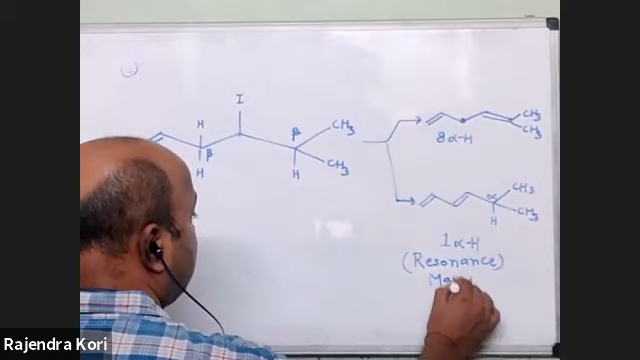 I
H
β
CH3
H
β
CH3
H
CH3
CH3
8α-H
α
CH3
CH3
H
1α-H
(Resonance)
Rajendra Kori